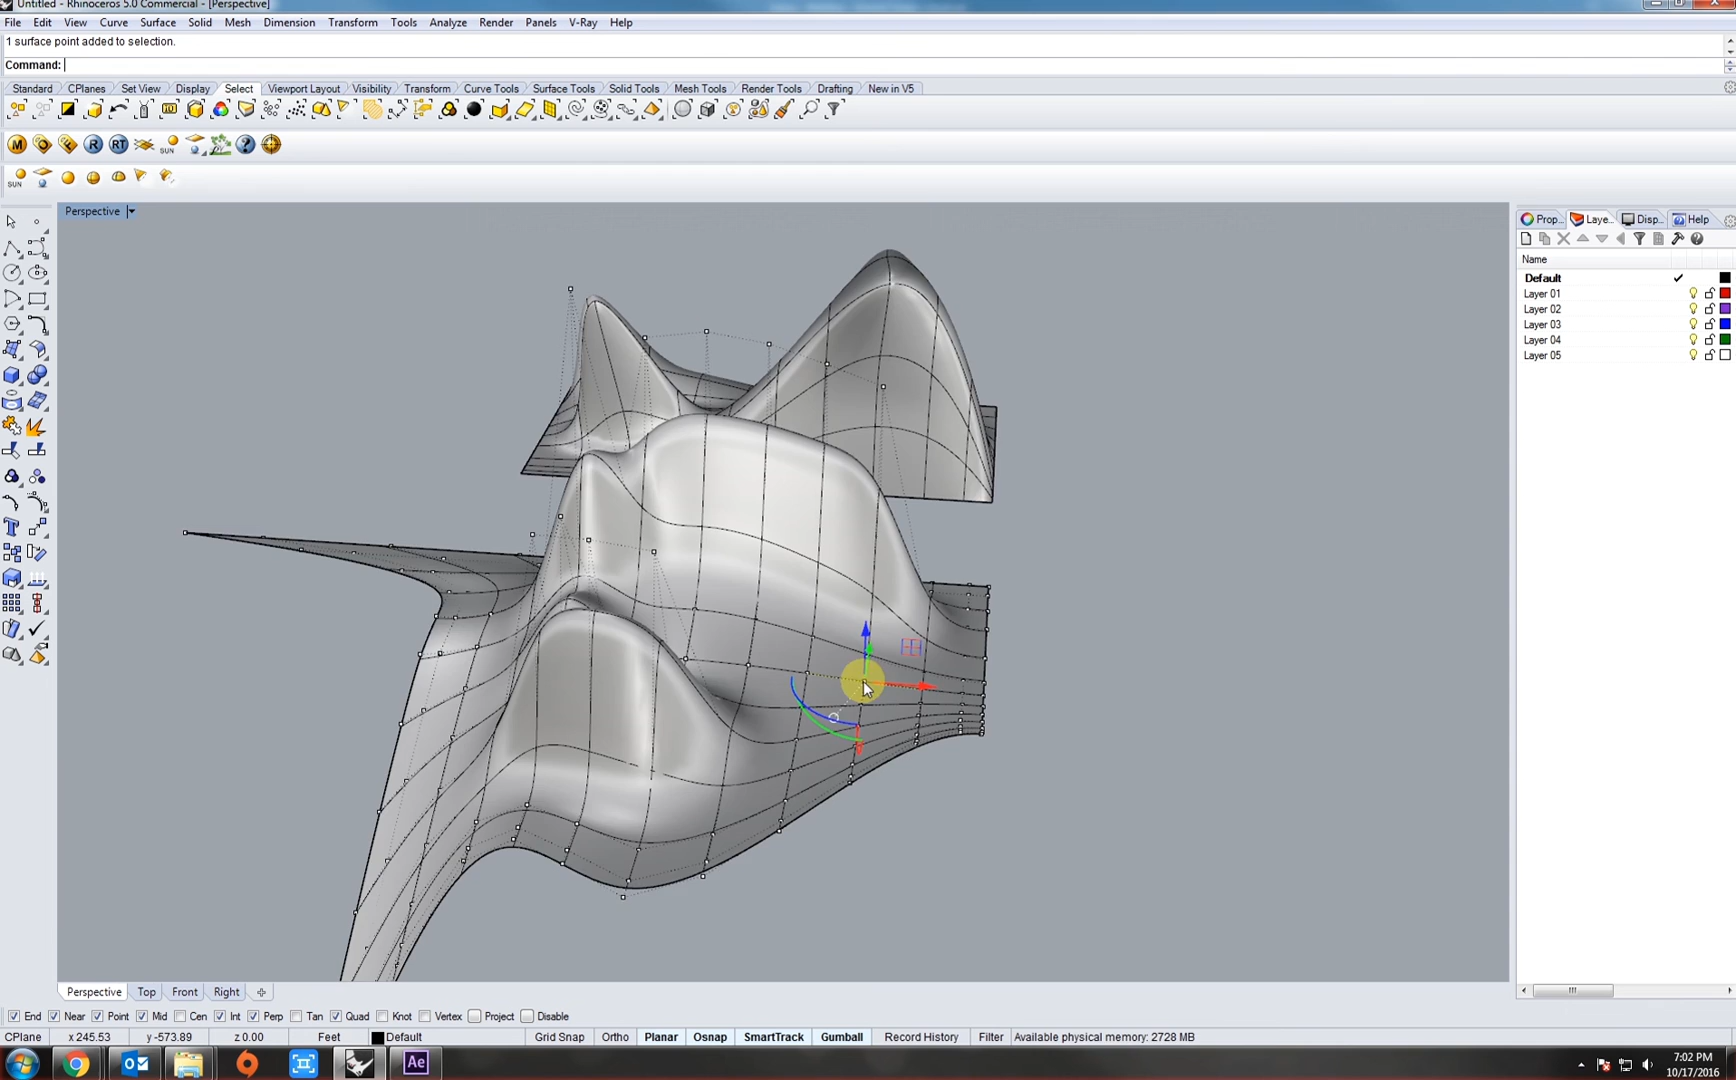 Untitled - Rhinoceros 5.0 Commercial - [Perspective]
File Edit View Curve Surface Solid Mesh Dimension Transform Tools Analyze Render Panels V-Ray Help
1 surface point added to selection.
Command:
Standard CPlanes Set View Display Select Viewport Layout Visibility Transform Curve Tools Surface Tools Solid Tools Mesh Tools Render Tools Drafting New in V5
M R RT SUN ?
SUN
Perspective
Prop... Laye... Disp... Help
Name
Default
Layer 01
Layer 02
Layer 03
Layer 04
Layer 05
Perspective Top Front Right
End Near Point Mid Cen Int Perp Tan Quad Knot Vertex Project Disable
CPlane x 245.53 y -573.89 z 0.00 Feet Default Grid Snap Ortho Planar Osnap SmartTrack Gumball Record History Filter Available physical memory: 2728 MB
Ae
7:02 PM
10/17/2016